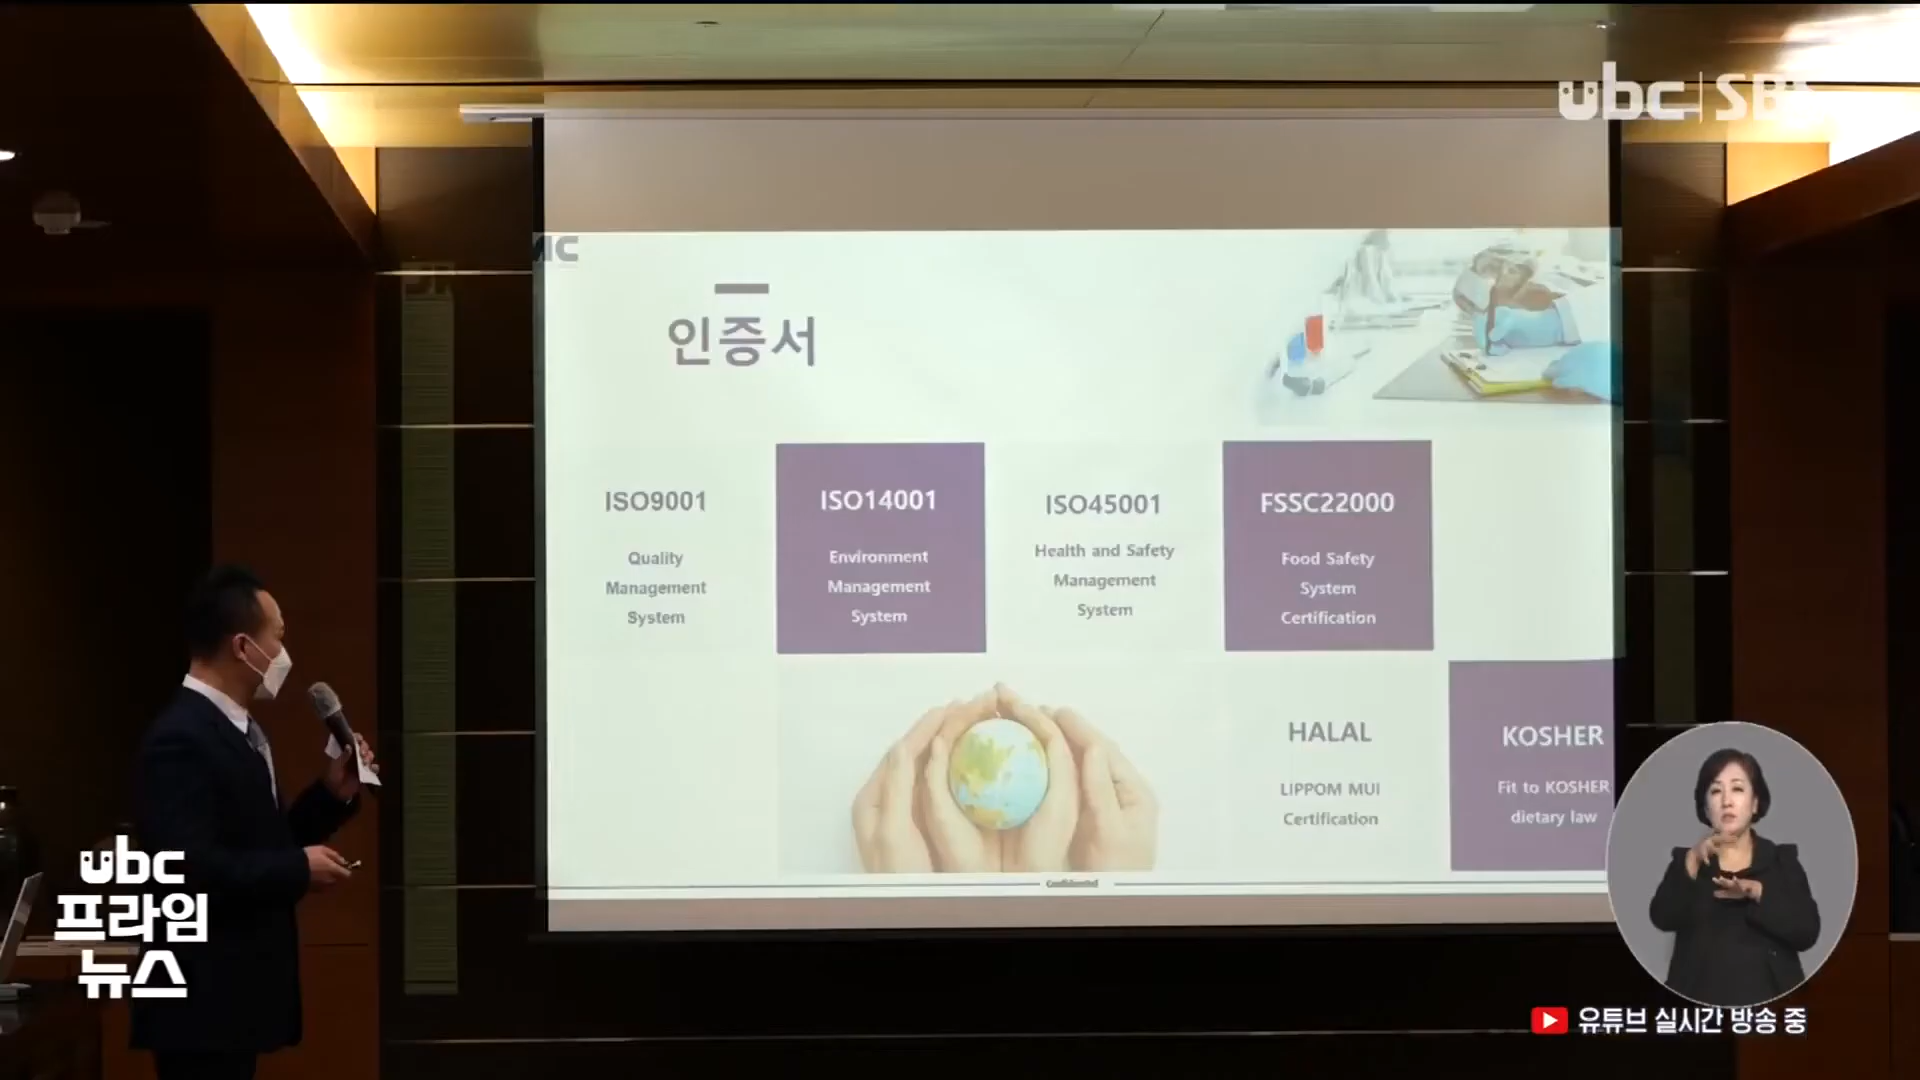 ubc SBS
인증서
ISO9001
Quality
Management
System
ISO14001
Environment
Management
System
ISO45001
Health and Safety
Management
System
FSSC22000
Food Safety
System
Certification
HALAL
LIPPOM MUI
Certification
KOSHER
Fit to KOSHER
dietary law
Confidential
ubc
프라임
뉴스
유튜브 실시간 방송 중